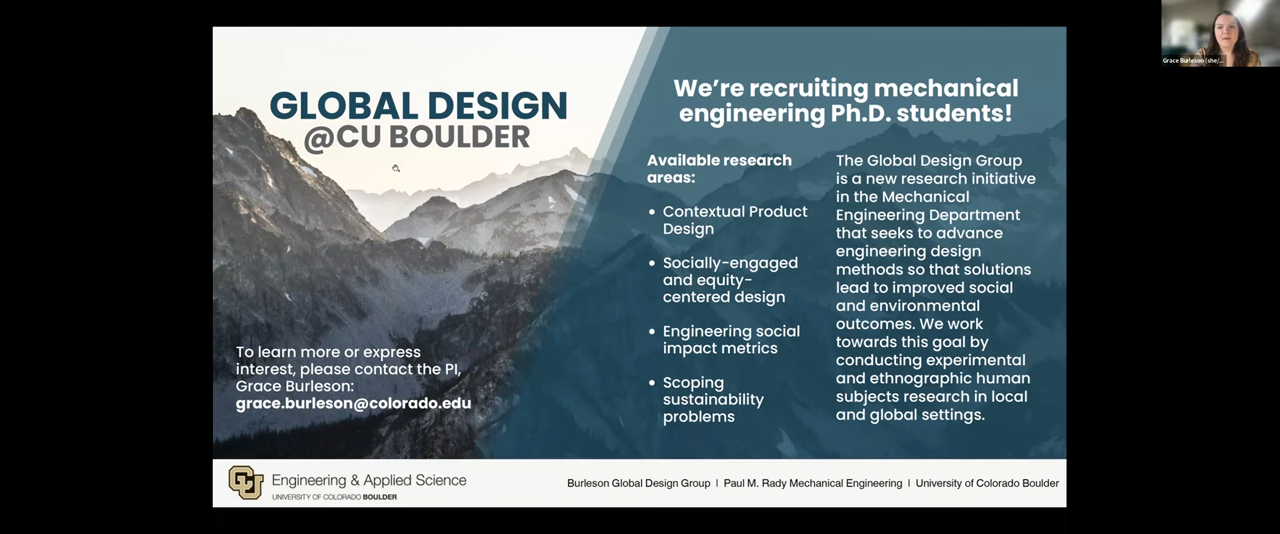 GLOBAL DESIGN
@CU BOULDER
To learn more or express
interest, please contact the PI,
Grace Burleson:
grace.burleson@colorado.edu
We're recruiting mechanical
engineering Ph.D. students!
Available research
areas:
• Contextual Product
Design
• Socially-engaged
and equity-
centered design
• Engineering social
impact metrics
• Scoping
sustainability
problems
The Global Design Group
is a new research initiative
in the Mechanical
Engineering Department
that seeks to advance
engineering design
methods so that solutions
lead to improved social
and environmental
outcomes. We work
towards this goal by
conducting experimental
and ethnographic human
subjects research in local
and global settings.
CU
Engineering & Applied Science
UNIVERSITY OF COLORADO BOULDER
Burleson Global Design Group | Paul M. Rady Mechanical Engineering | University of Colorado Boulder
Grace Burleson (she/...